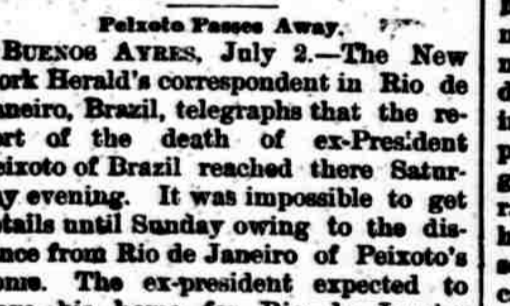 Peixoto Passes Away.
BUENOS AYRES, July 2.—The New
ork Herald's correspondent in Rio de
aneiro, Brazil, telegraphs that the re-
rt of the death of ex-President
eixoto of Brazil reached there Satur-
y evening. It was impossible to get
tails until Sunday owing to the dis-
nce from Rio de Janeiro of Peixoto's
ome. The ex-president expected to